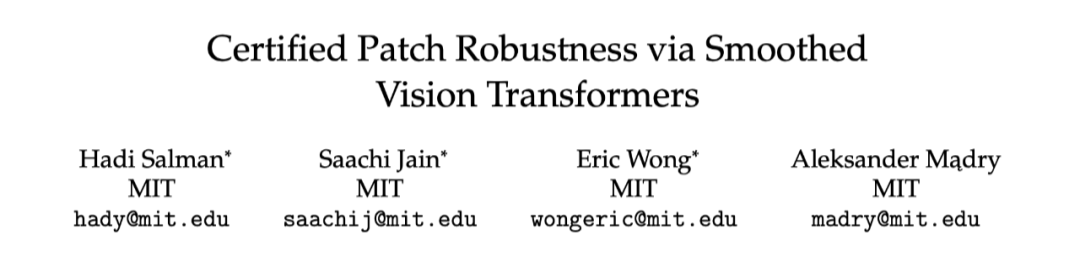 Certified Patch Robustness via Smoothed
Vision Transformers
Hadi Salman* Saachi Jain* Eric Wong* Aleksander Mądry
MIT MIT MIT MIT
hady@mit.edu saachij@mit.edu wongeric@mit.edu madry@mit.edu